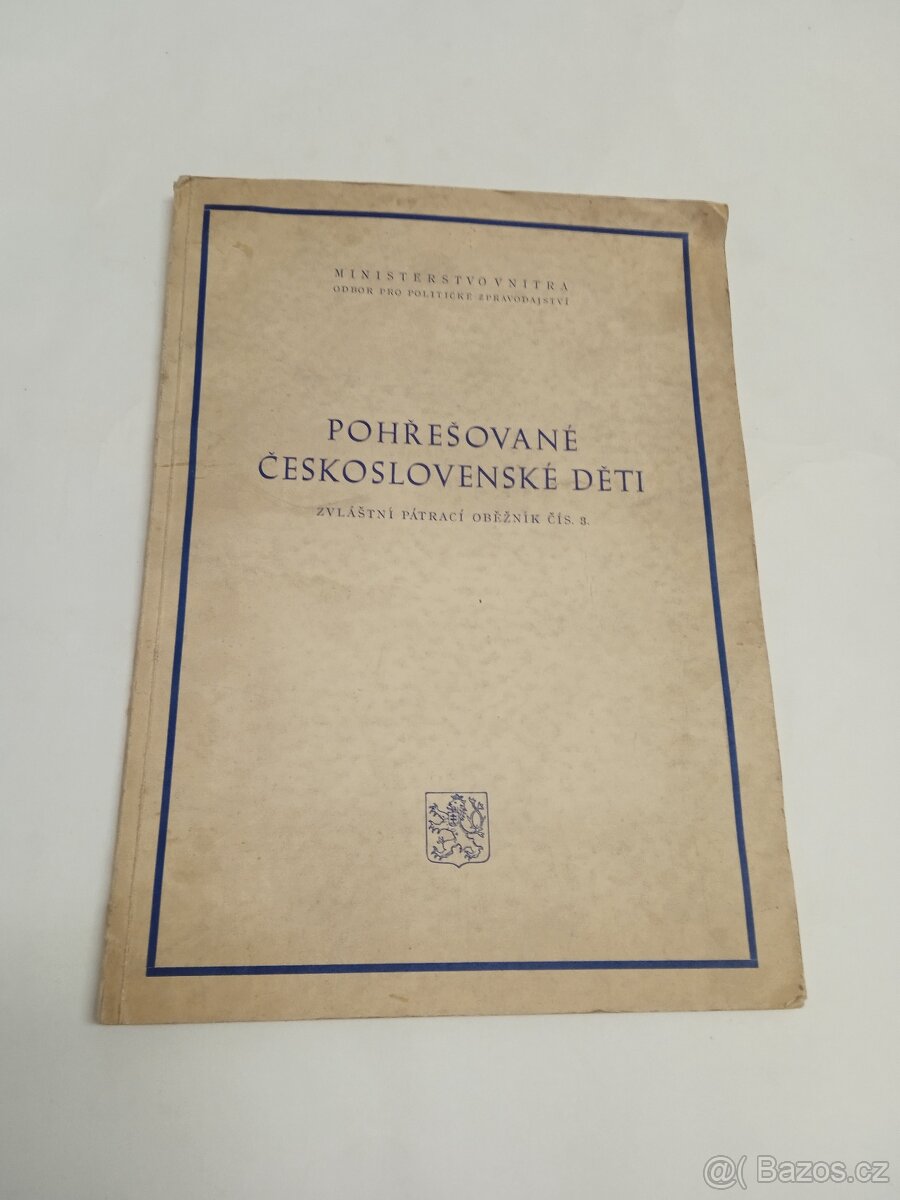 MINISTERSTVO VNITRA
ODBOR PRO POLITICKÉ ZPRAVODAJSTVÍ
POHŘEŠOVANÉ
ČESKOSLOVENSKÉ DĚTI
ZVLÁŠTNÍ PÁTRACÍ OBĚŽNÍK ČÍS. 3.
@( Bazos.cz